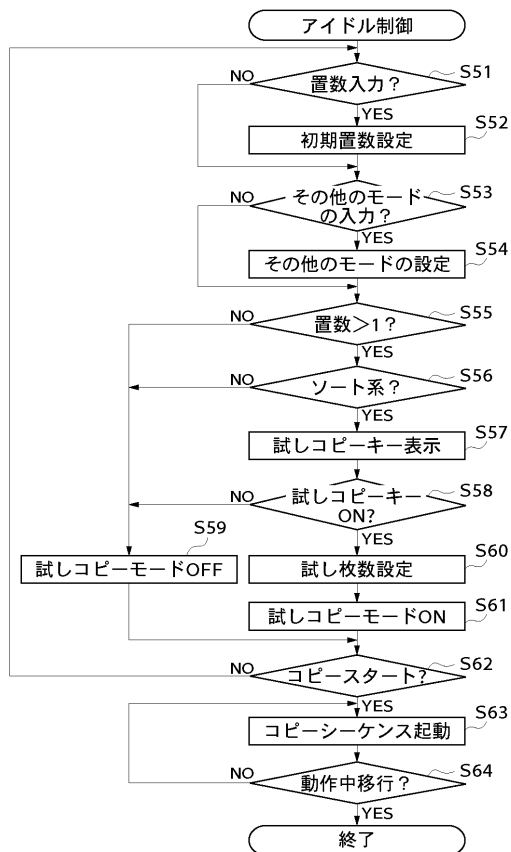 アイドル制御
置数入力？
S51
NO
YES
S52
初期置数設定
その他のモード
の入力？
S53
NO
YES
S54
その他のモードの設定
置数＞1？
S55
NO
YES
ソート系？
S56
NO
YES
S57
試しコピーキー表示
試しコピーキー
ON?
S58
NO
YES
S59
試しコピーモードOFF
S60
試し枚数設定
S61
試しコピーモードON
コピースタート?
S62
NO
YES
S63
コピーシーケンス起動
動作中移行？
S64
NO
YES
終了